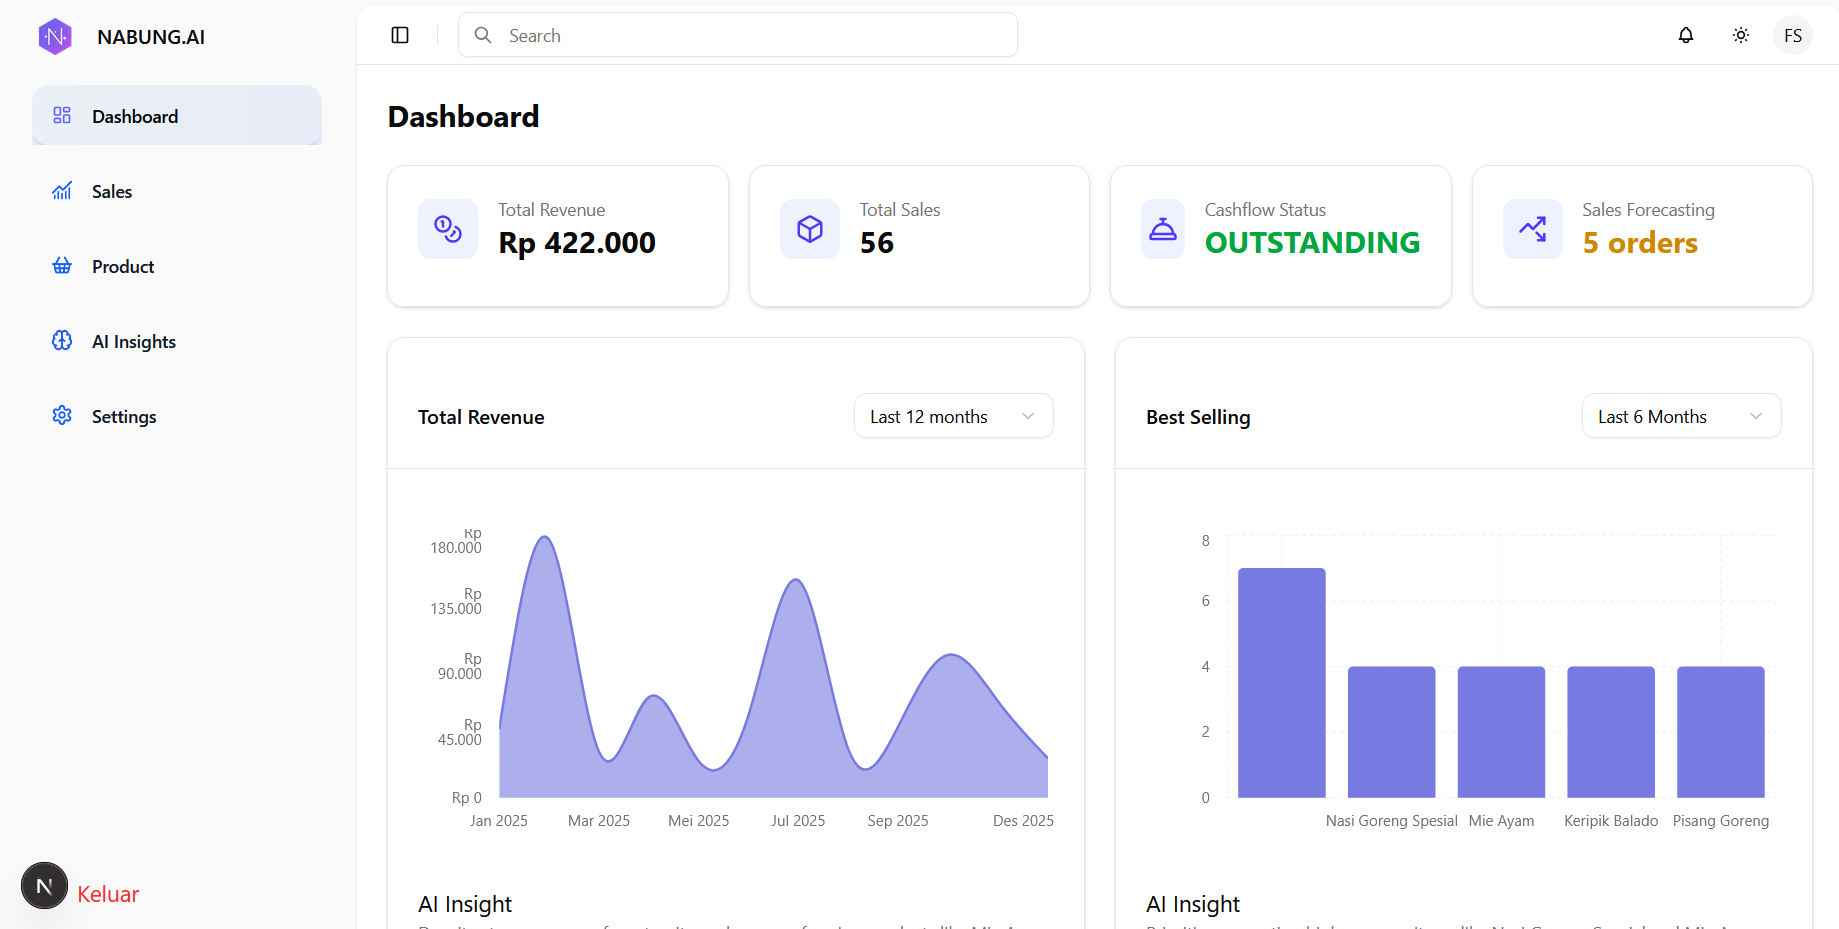 NABUNG.AI
Search
FS
Dashboard
Sales
Product
AI Insights
Settings
N
Keluar
Dashboard
Total Revenue
Rp 422.000
Total Sales
56
Cashflow Status
OUTSTANDING
Sales Forecasting
5 orders
Total Revenue
Last 12 months
Rp
180.000
Rp
135.000
Rp
90.000
Rp
45.000
Rp 0
Jan 2025 Mar 2025 Mei 2025 Jul 2025 Sep 2025 Des 2025
AI Insight
Best Selling
Last 6 Months
8
6
4
2
0
Nasi Goreng Spesial Mie Ayam Keripik Balado Pisang Goreng
AI Insight